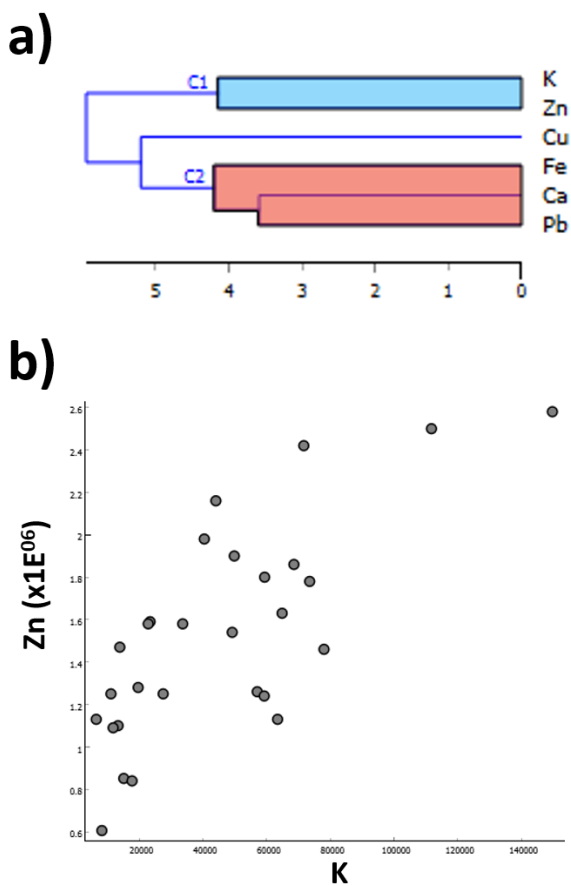 a)
C1
K
Zn
Cu
C2
Fe
Ca
Pb
5 4 3 2 1 0
b)
Zn (x1E⁰⁶)
2.6
2.4
2.2
2
1.8
1.6
1.4
1.2
1
0.8
0.6
20000 40000 60000 80000 100000 120000 140000
K